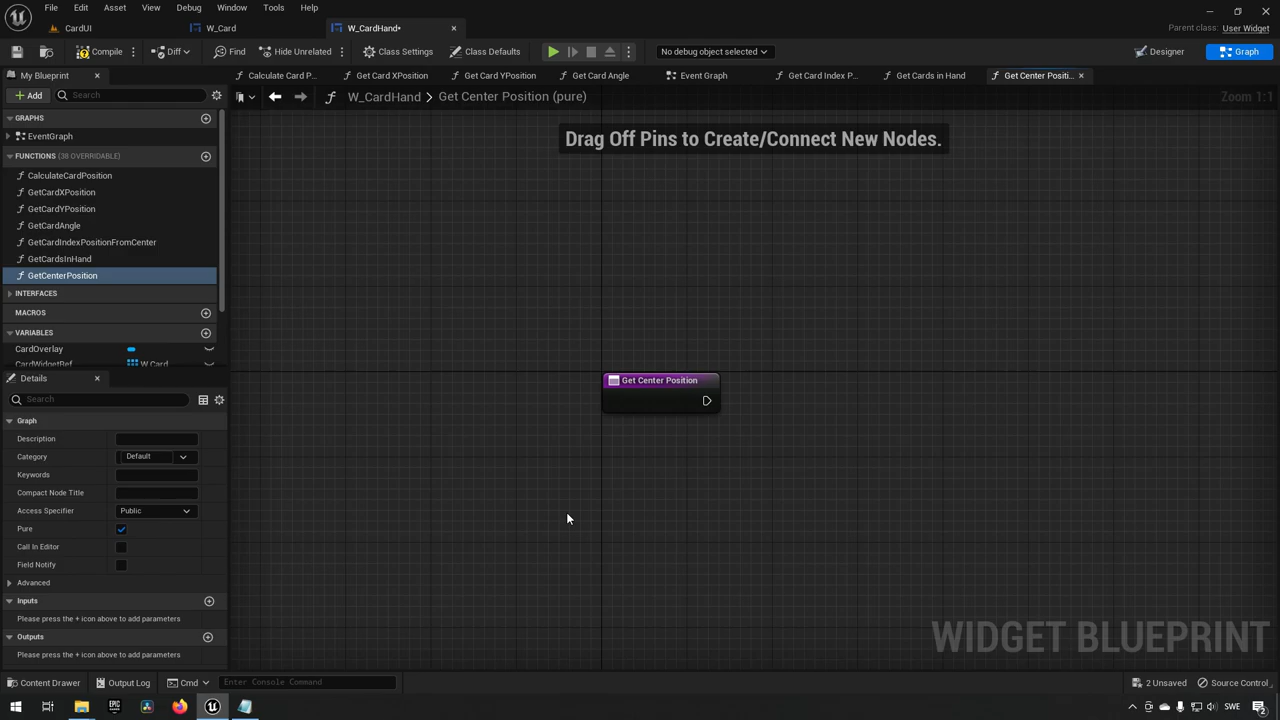 File Edit Asset View Debug Window Tools Help
CardUI
W_Card
W_CardHand*
Parent class: User Widget
Compile
Diff
Find
Hide Unrelated
Class Settings
Class Defaults
No debug object selected
Designer
Graph
My Blueprint
Calculate Card P...
Get Card XPosition
Get Card YPosition
Get Card Angle
Event Graph
Get Card Index P...
Get Cards in Hand
Get Center Positi...
Add
Search
W_CardHand > Get Center Position (pure)
Zoom 1:1
GRAPHS
Drag Off Pins to Create/Connect New Nodes.
EventGraph
FUNCTIONS (38 OVERRIDABLE)
CalculateCardPosition
GetCardXPosition
GetCardYPosition
GetCardAngle
GetCardIndexPositionFromCenter
GetCardsInHand
GetCenterPosition
INTERFACES
MACROS
VARIABLES
CardOverlay
CardWidgetRef W Card
Details
Get Center Position
Search
Graph
Description
Category Default
Keywords
Compact Node Title
Access Specifier Public
Pure
Call In Editor
Field Notify
Advanced
Inputs
Please press the + icon above to add parameters
Outputs
Please press the + icon above to add parameters
WIDGET BLUEPRINT
Content Drawer
Output Log
Cmd
Enter Console Command
2 Unsaved
Source Control
EPIC
SWE
2